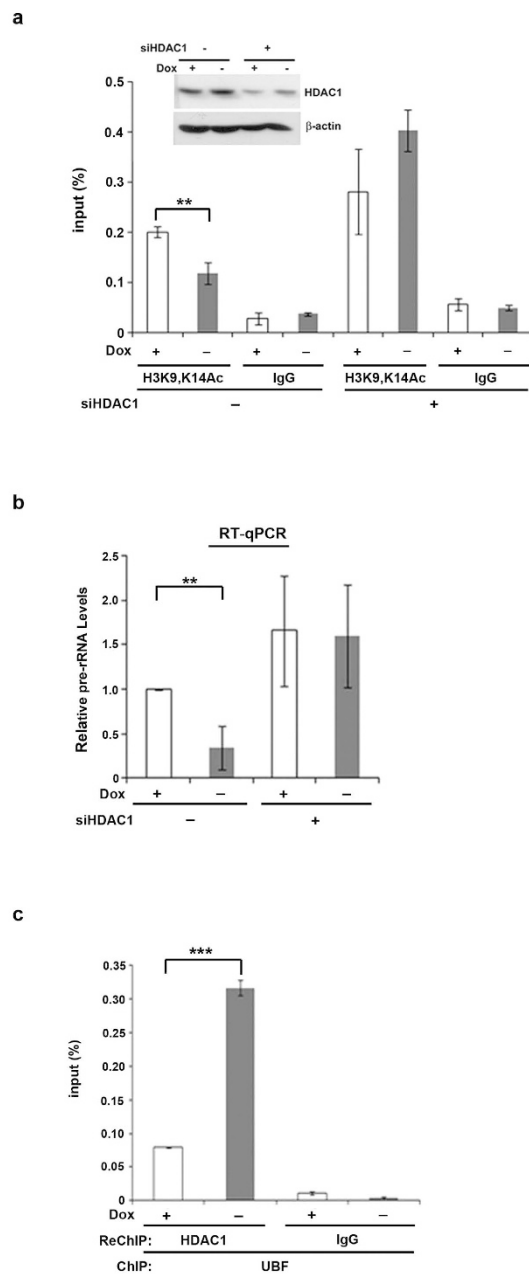 a
siHDAC1 - +
Dox + - + -
HDAC1
β-actin
0.5
0.4
0.3
0.2
0.1
0
input (%)
**
Dox + – + – + – + –
H3K9,K14Ac IgG H3K9,K14Ac IgG
siHDAC1 – +
b
RT-qPCR
2.5
2.0
1.5
1.0
0.5
0
Relative pre-rRNA Levels
**
Dox + – + –
siHDAC1 – +
c
***
0.35
0.30
0.25
0.20
0.15
0.10
0.05
0
input (%)
Dox + – + –
ReChIP: HDAC1 IgG
ChIP: UBF